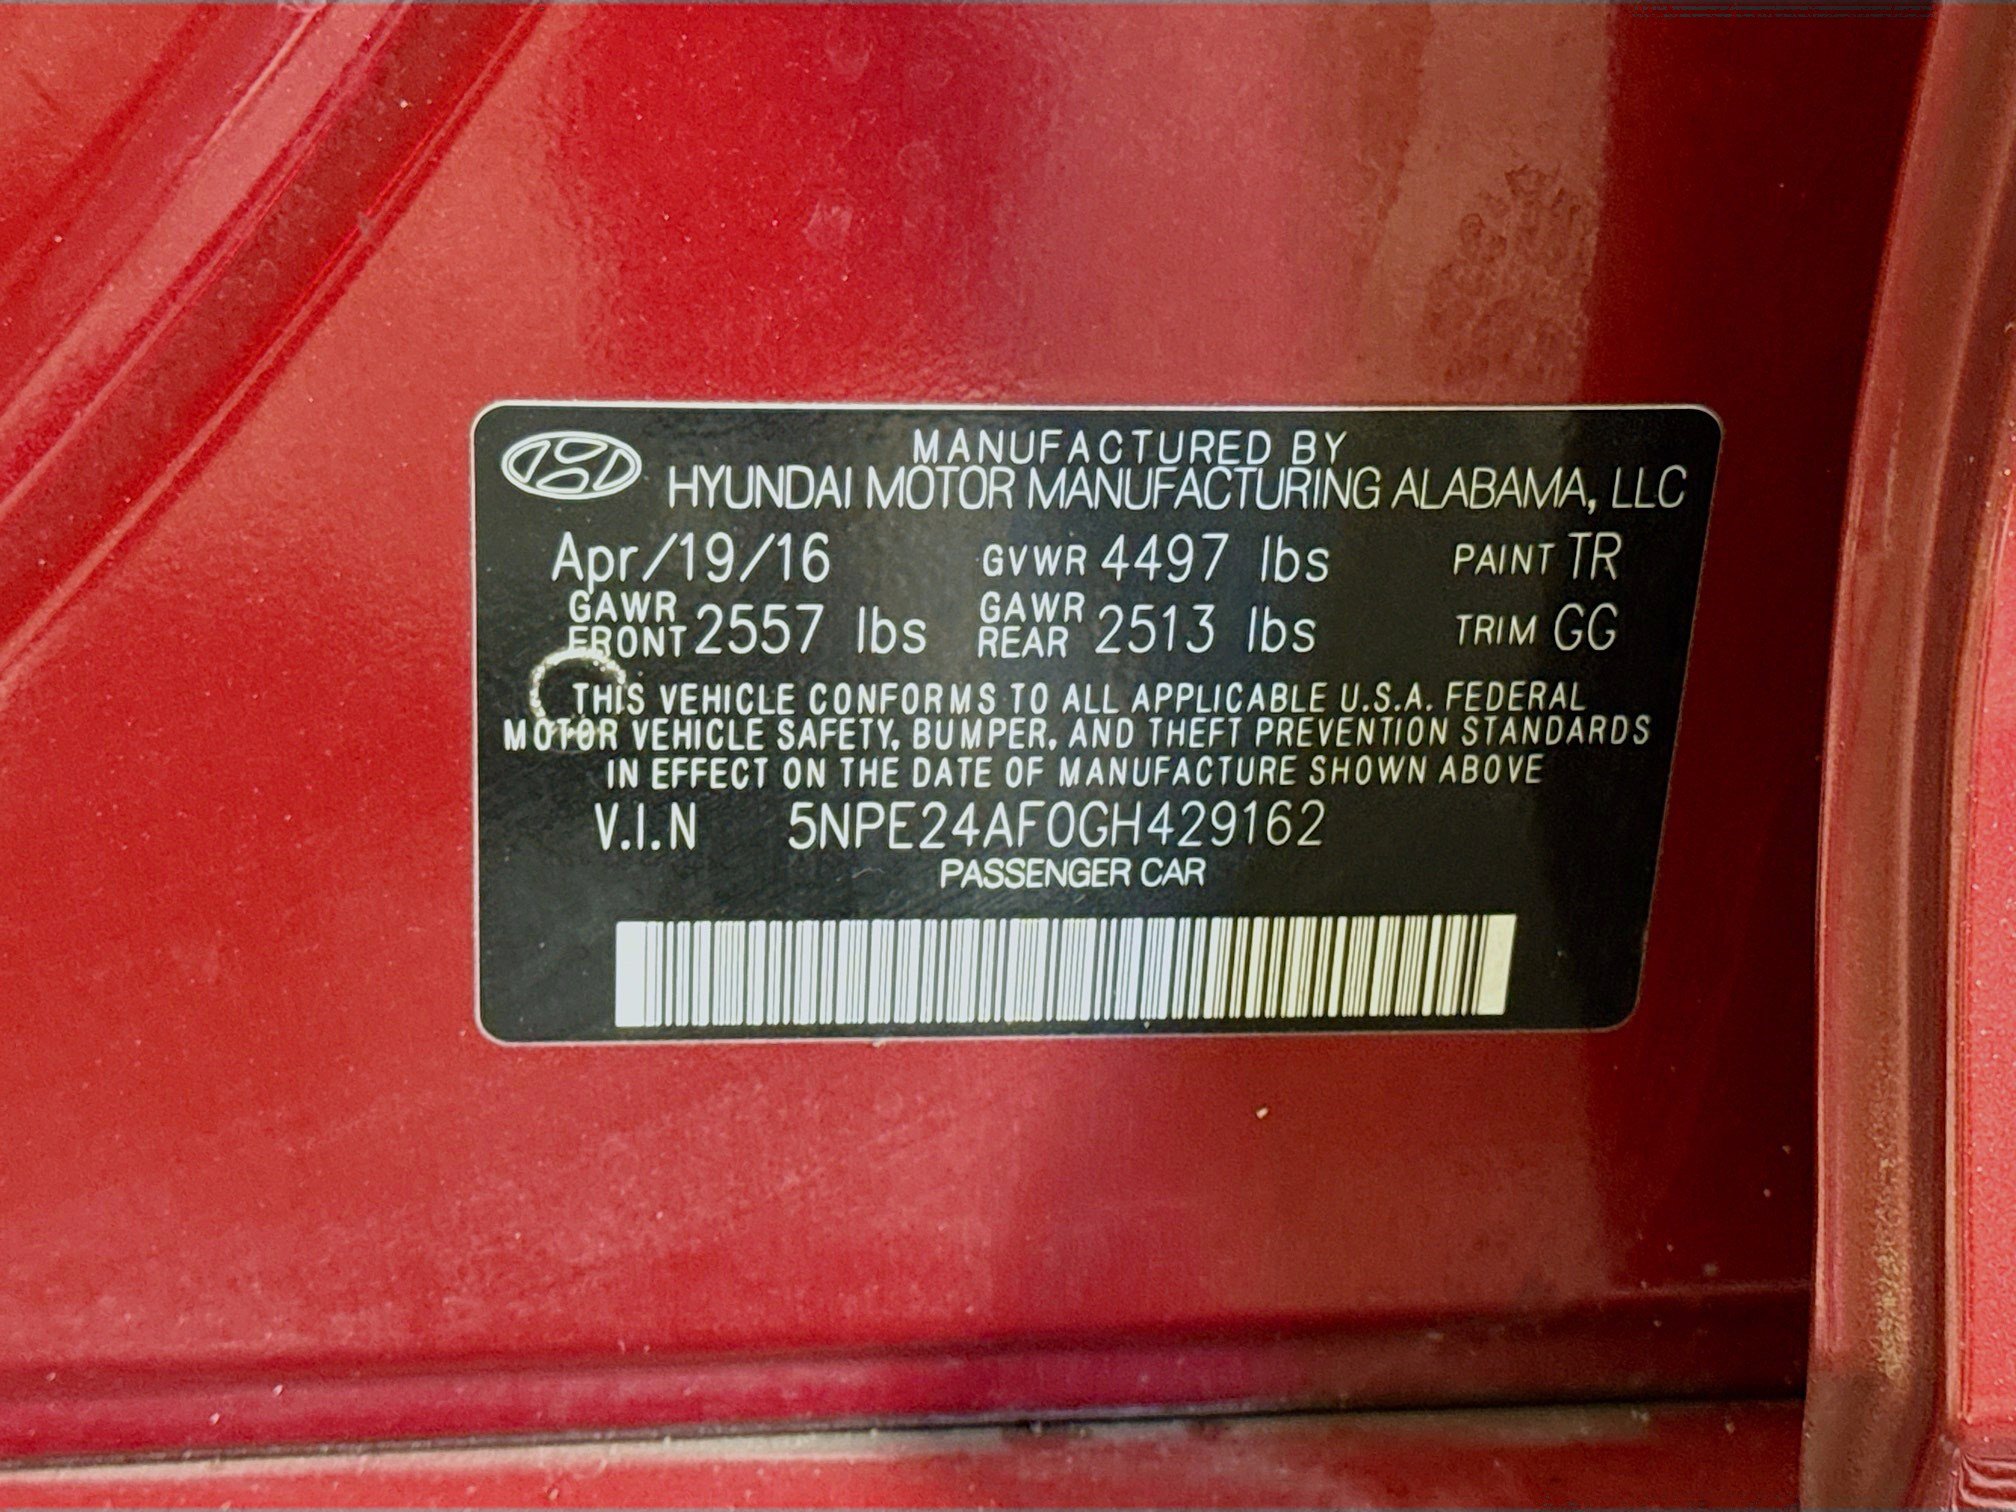 MANUFACTURED BY
HYUNDAI MOTOR MANUFACTURING ALABAMA, LLC
Apr/19/16 GVWR 4497 lbs PAINT TR
GAWR FRONT 2557 lbs GAWR REAR 2513 lbs TRIM GG
THIS VEHICLE CONFORMS TO ALL APPLICABLE U.S.A. FEDERAL
MOTOR VEHICLE SAFETY, BUMPER, AND THEFT PREVENTION STANDARDS
IN EFFECT ON THE DATE OF MANUFACTURE SHOWN ABOVE
V.I.N 5NPE24AF0GH429162
PASSENGER CAR